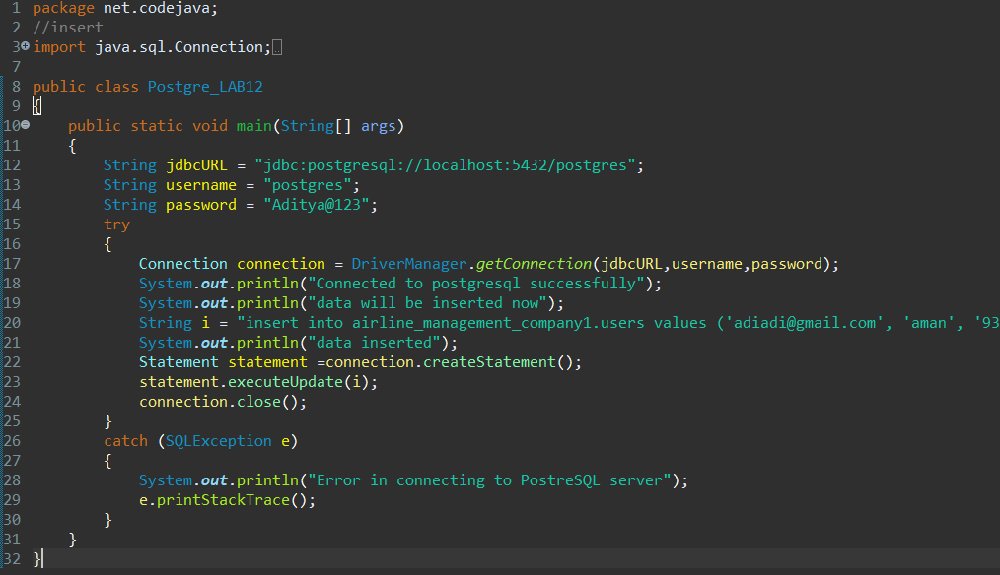 1 package net.codejava;
2 //insert
3 import java.sql.Connection;
7
8 public class Postgre_LAB12
9 {
10 public static void main(String[] args)
11 {
12 String jdbcURL = "jdbc:postgresql://localhost:5432/postgres";
13 String username = "postgres";
14 String password = "Aditya@123";
15 try
16 {
17 Connection connection = DriverManager.getConnection(jdbcURL,username,password);
18 System.out.println("Connected to postgresql successfully");
19 System.out.println("data will be inserted now");
20 String i = "insert into airline_management_company1.users values ('adiadi@gmail.com', 'aman', '93
21 System.out.println("data inserted");
22 Statement statement =connection.createStatement();
23 statement.executeUpdate(i);
24 connection.close();
25 }
26 catch (SQLException e)
27 {
28 System.out.println("Error in connecting to PostreSQL server");
29 e.printStackTrace();
30 }
31 }
32 }